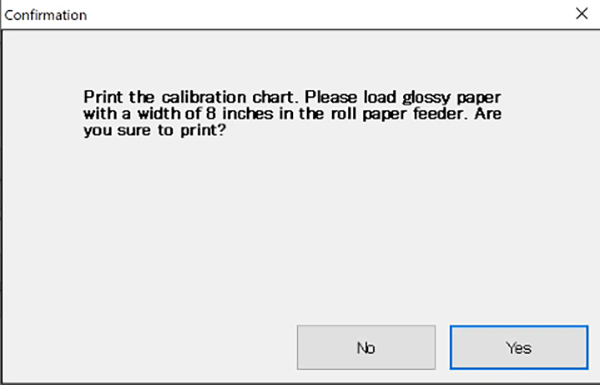 Confirmation
Print the calibration chart. Please load glossy paper
with a width of 8 inches in the roll paper feeder. Are
you sure to print?
No
Yes